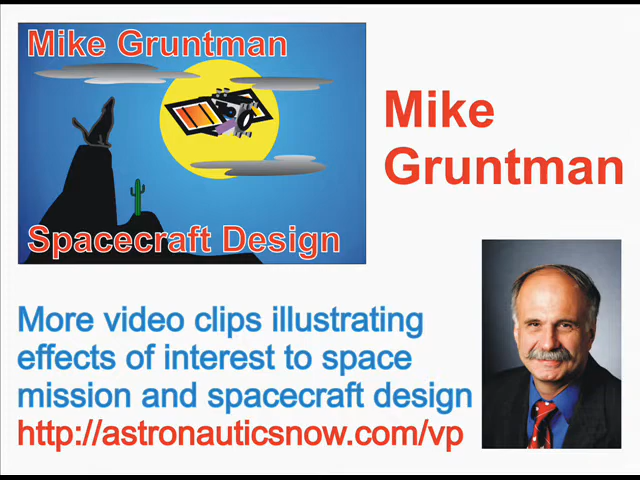 Mike Gruntman
Spacecraft Design
Mike
Gruntman
More video clips illustrating
effects of interest to space
mission and spacecraft design
http://astronauticsnow.com/vp